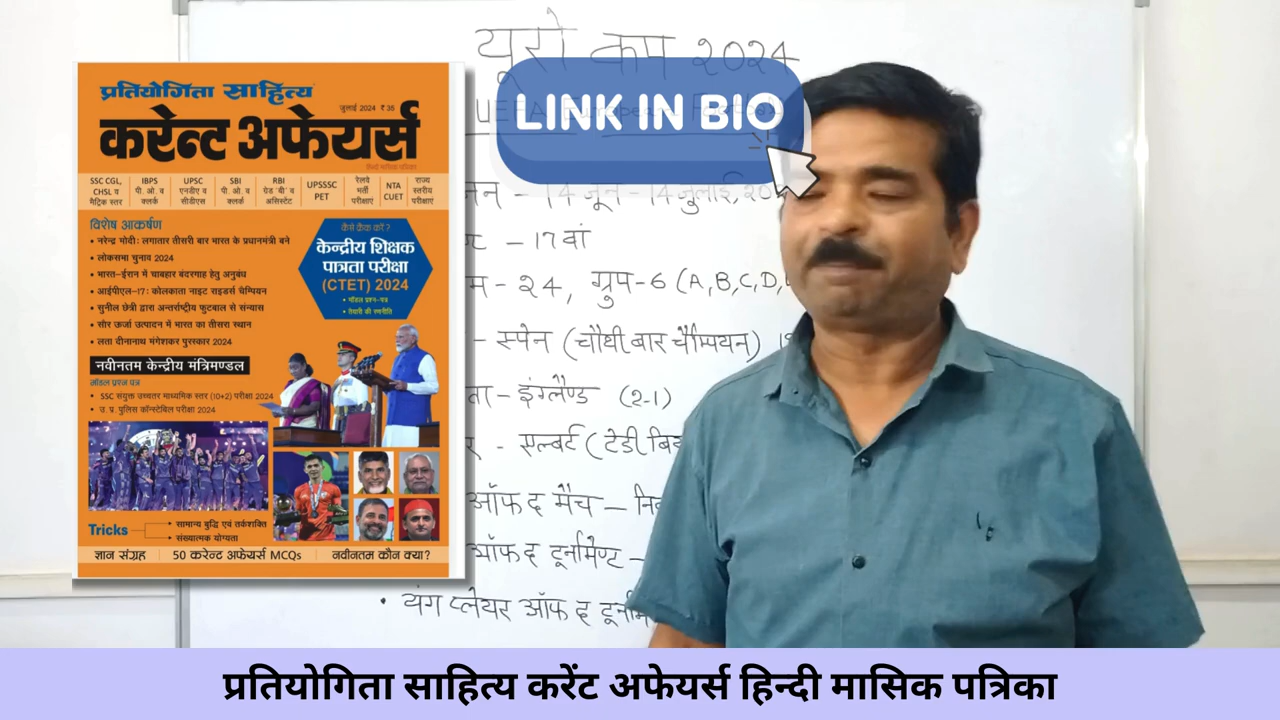 यूरो कप २०२४
LINK IN BIO
– 14 जून – 14 जुलाई,
– 17 वां
– 24, ग्रुप – 6 (A,B,C,D,
– स्पेन (चौथी बार चैम्पियन)
– इंग्लैण्ड (2-1)
- सल्बर्ट (टेडी
ऑफ द मैच –
ऑफ द टूर्नामेण्ट –
• यंग प्लेयर ऑफ द
प्रतियोगिता साहित्य
जुलाई 2024 ₹ 35
करेन्ट अफेयर्स
SSC CGL, CHSL व मैट्रिक स्तर
IBPS पी. ओ. व क्लर्क
UPSC एनडीए व सीडीएस
SBI पी. ओ. व क्लर्क
RBI ग्रेड 'बी' व असिस्टेंट
UPSSSC PET
रेलवे भर्ती परीक्षाएं
NTA CUET
राज्य स्तरीय परीक्षाएं
विशेष आकर्षण
• नरेन्द्र मोदी: लगातार तीसरी बार भारत के प्रधानमंत्री बने
• लोकसभा चुनाव 2024
• भारत-ईरान में चाबहार बंदरगाह हेतु अनुबंध
• आईपीएल-17: कोलकाता नाइट राइडर्स चैम्पियन
• सुनील छेत्री द्वारा अन्तर्राष्ट्रीय फुटबाल से संन्यास
• सौर ऊर्जा उत्पादन में भारत का तीसरा स्थान
• लता दीनानाथ मंगेशकर पुरस्कार 2024
कैसे क्रैक करें ?
केन्द्रीय शिक्षक
पात्रता परीक्षा
(CTET) 2024
• मॉडल प्रश्न-पत्र
• तैयारी की रणनीति
नवीनतम केन्द्रीय मंत्रिमण्डल
मॉडल प्रश्न पत्र
• SSC संयुक्त उच्चतर माध्यमिक स्तर (10+2) परीक्षा 2024
• उ. प्र. पुलिस कॉन्स्टेबिल परीक्षा 2024
Tricks
• सामान्य बुद्धि एवं तर्कशक्ति
• संख्यात्मक योग्यता
ज्ञान संग्रह | 50 करेन्ट अफेयर्स MCQs | नवीनतम कौन क्या?
प्रतियोगिता साहित्य करेंट अफेयर्स हिन्दी मासिक पत्रिका